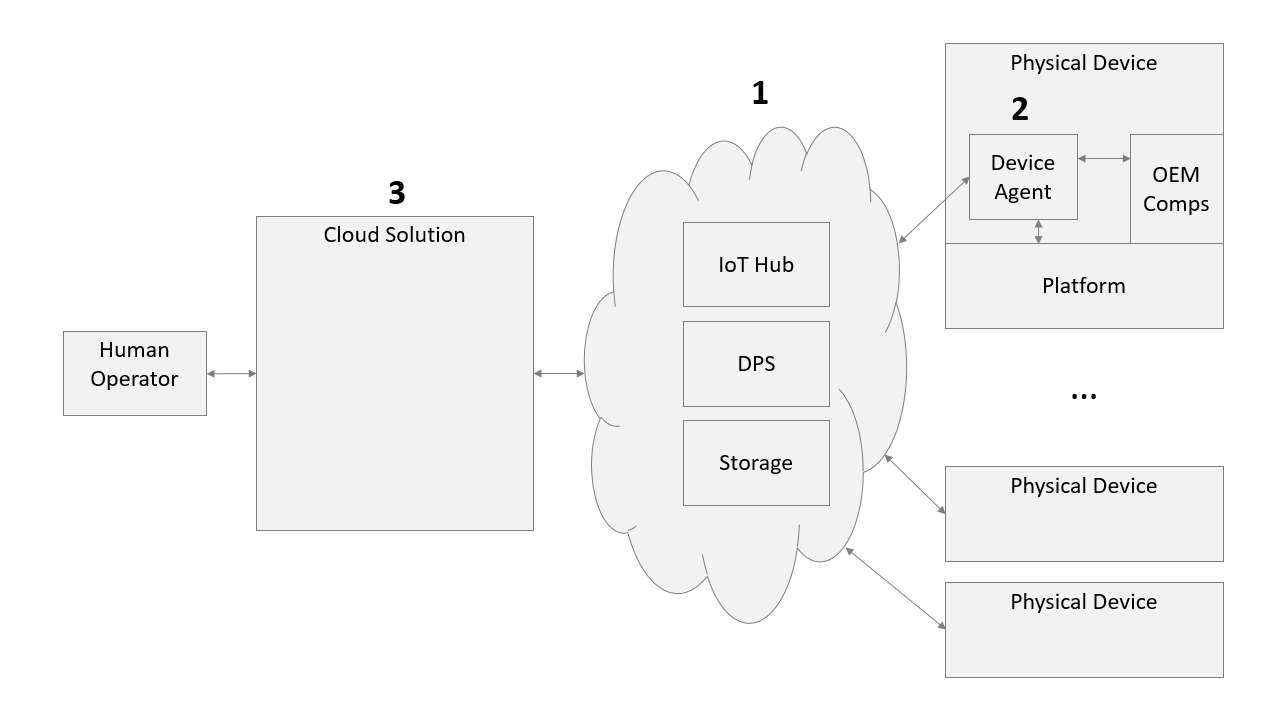 Physical Device
1
2
Device
Agent
OEM
Comps
3
Cloud Solution
IoT Hub
Platform
Human
Operator
DPS
...
Storage
Physical Device
Physical Device